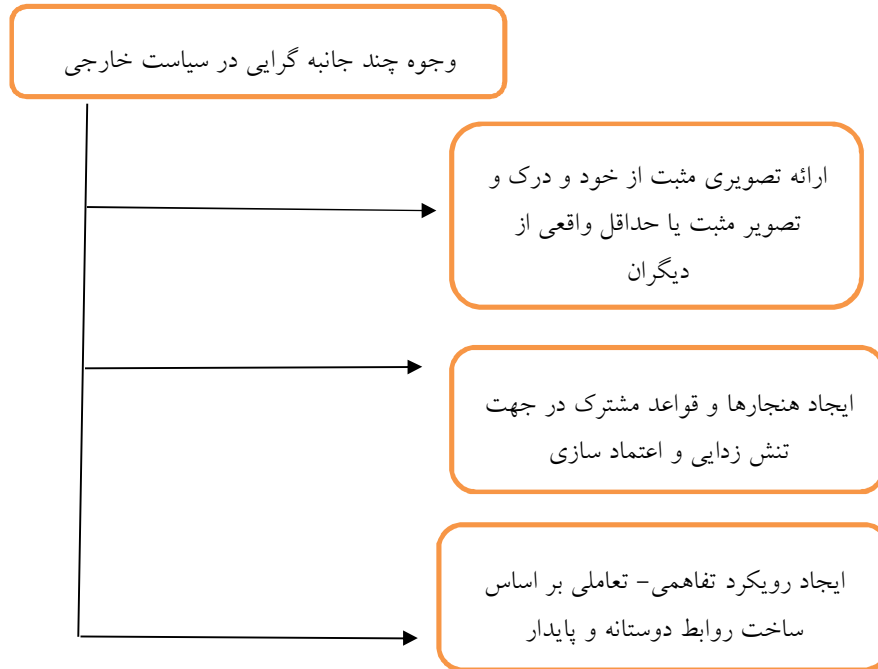 وجوه چند جانبه گرایی در سیاست خارجی
ارائه تصویری مثبت از خود و درک و
تصویر مثبت یا حداقل واقعی از
دیگران
ایجاد هنجارها و قواعد مشترک در جهت
تنش زدایی و اعتماد سازی
ایجاد رویکرد تفاهمی- تعاملی بر اساس
ساخت روابط دوستانه و پایدار